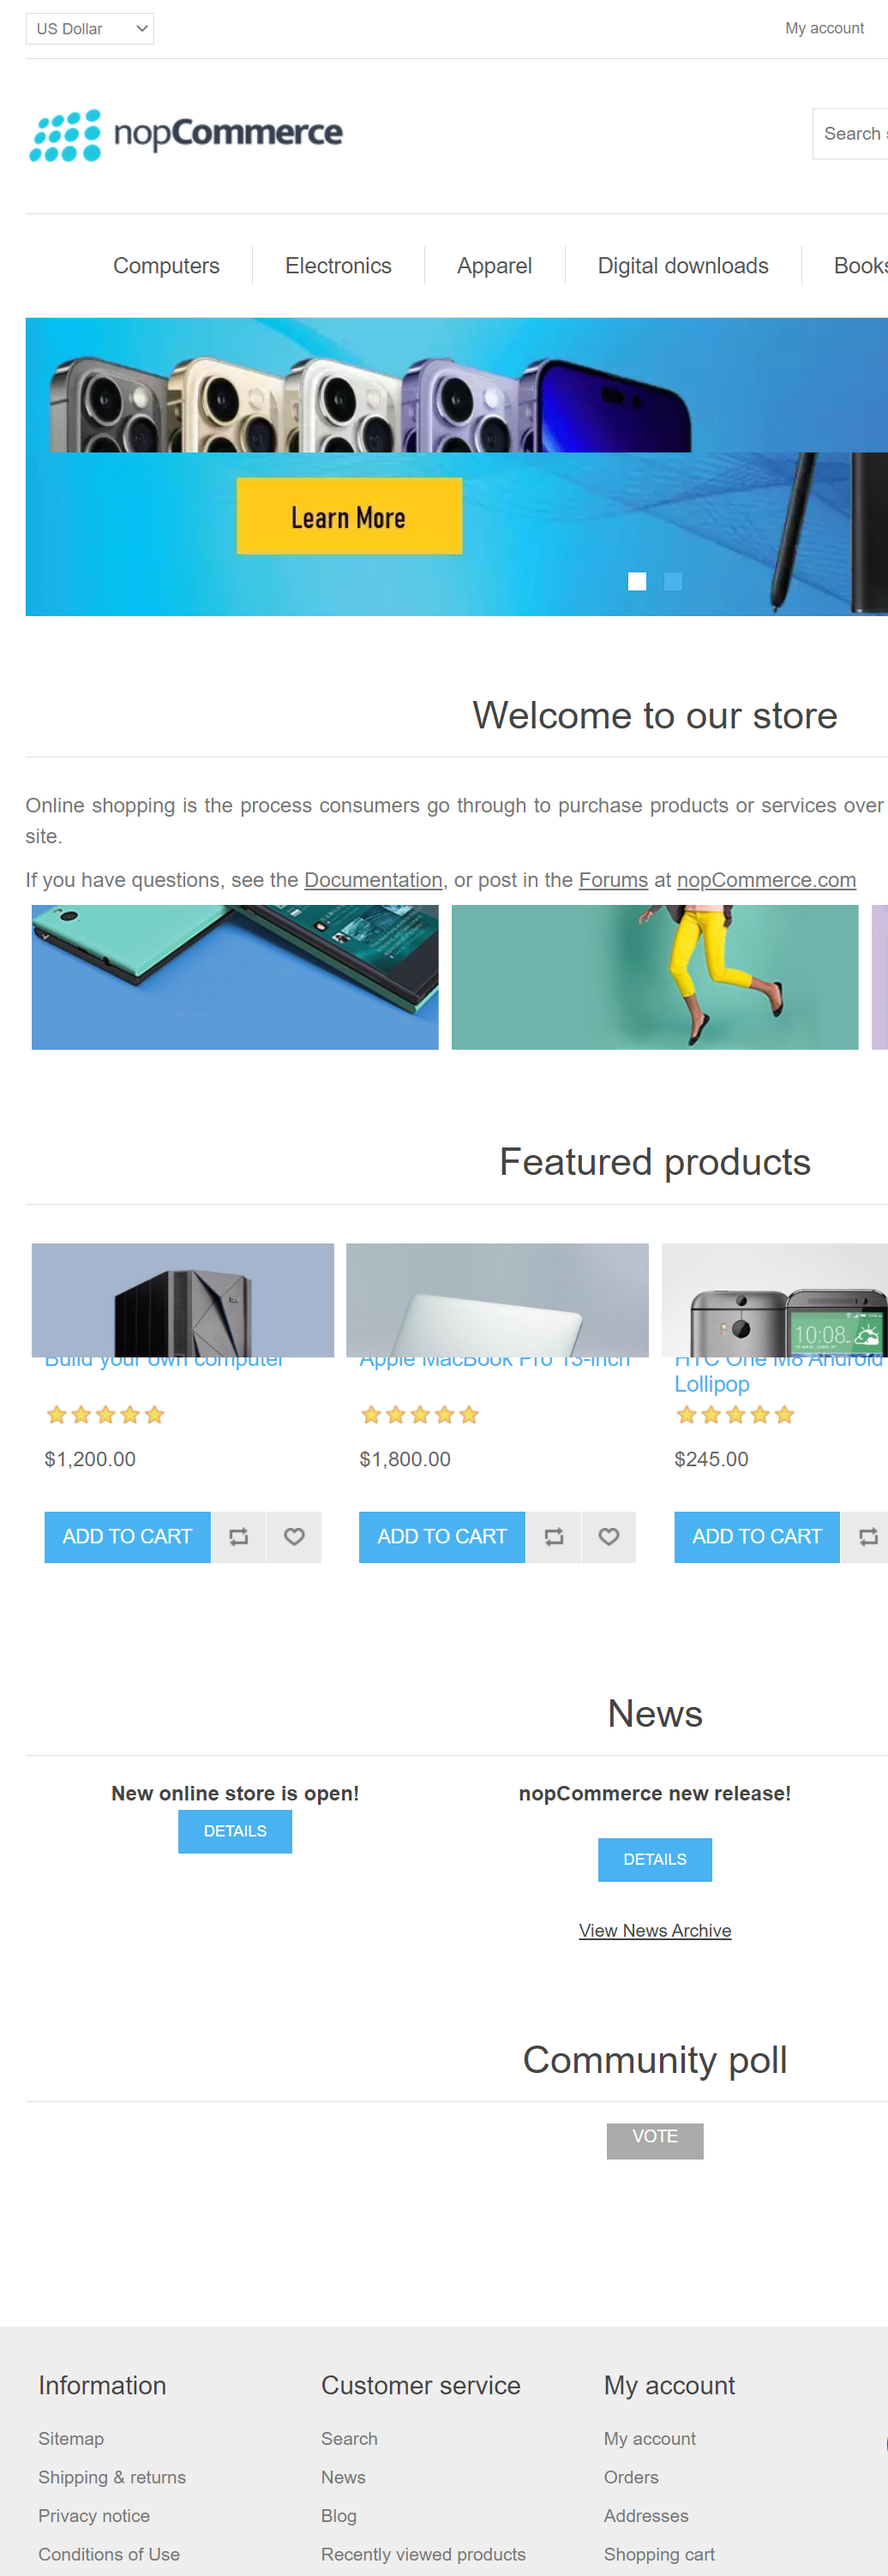 US Dollar
My account
nopCommerce
Search
Computers
Electronics
Apparel
Digital downloads
Books
Learn More
Welcome to our store
Online shopping is the process consumers go through to purchase products or services over
site.
If you have questions, see the Documentation, or post in the Forums at nopCommerce.com
Featured products
10:08
Build your own computer
$1,200.00
ADD TO CART
Apple MacBook Pro 13-inch
$1,800.00
ADD TO CART
HTC One M8 Android
Lollipop
$245.00
ADD TO CART
News
New online store is open!
DETAILS
nopCommerce new release!
DETAILS
View News Archive
Community poll
VOTE
Information
Sitemap
Shipping & returns
Privacy notice
Conditions of Use
Customer service
Search
News
Blog
Recently viewed products
My account
My account
Orders
Addresses
Shopping cart